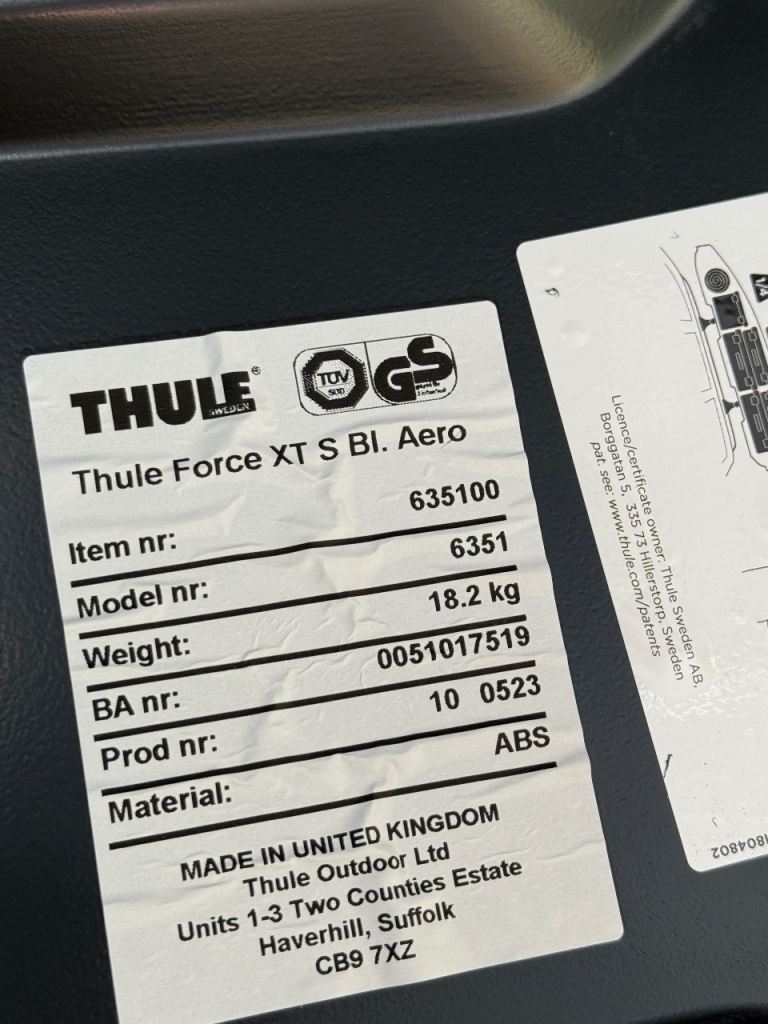 THULE®
SWEDEN
TÜV
SÜD
GS
Thule Force XT S Bl. Aero
Item nr: 635100
Model nr: 6351
Weight: 18.2 kg
BA nr: 0051017519
Prod nr: 10 0523
Material: ABS
MADE IN UNITED KINGDOM
Thule Outdoor Ltd
Units 1-3 Two Counties Estate
Haverhill, Suffolk
CB9 7XZ
1/4
Licence/certificate owner: Thule Sweden AB,
Borggatan 5, 335 73 Hillerstorp, Sweden
pat. see: www.thule.com/patents